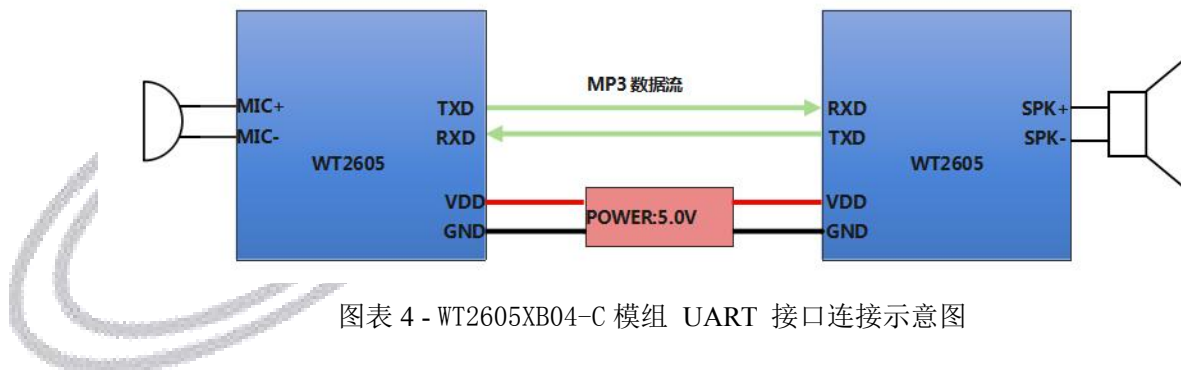 MP3 数据流
MIC+
MIC-
TXD
RXD
WT2605
VDD
GND
POWER:5.0V
RXD
TXD
WT2605
VDD
GND
SPK+
SPK-
图表 4 - WT2605XB04-C 模组 UART 接口连接示意图